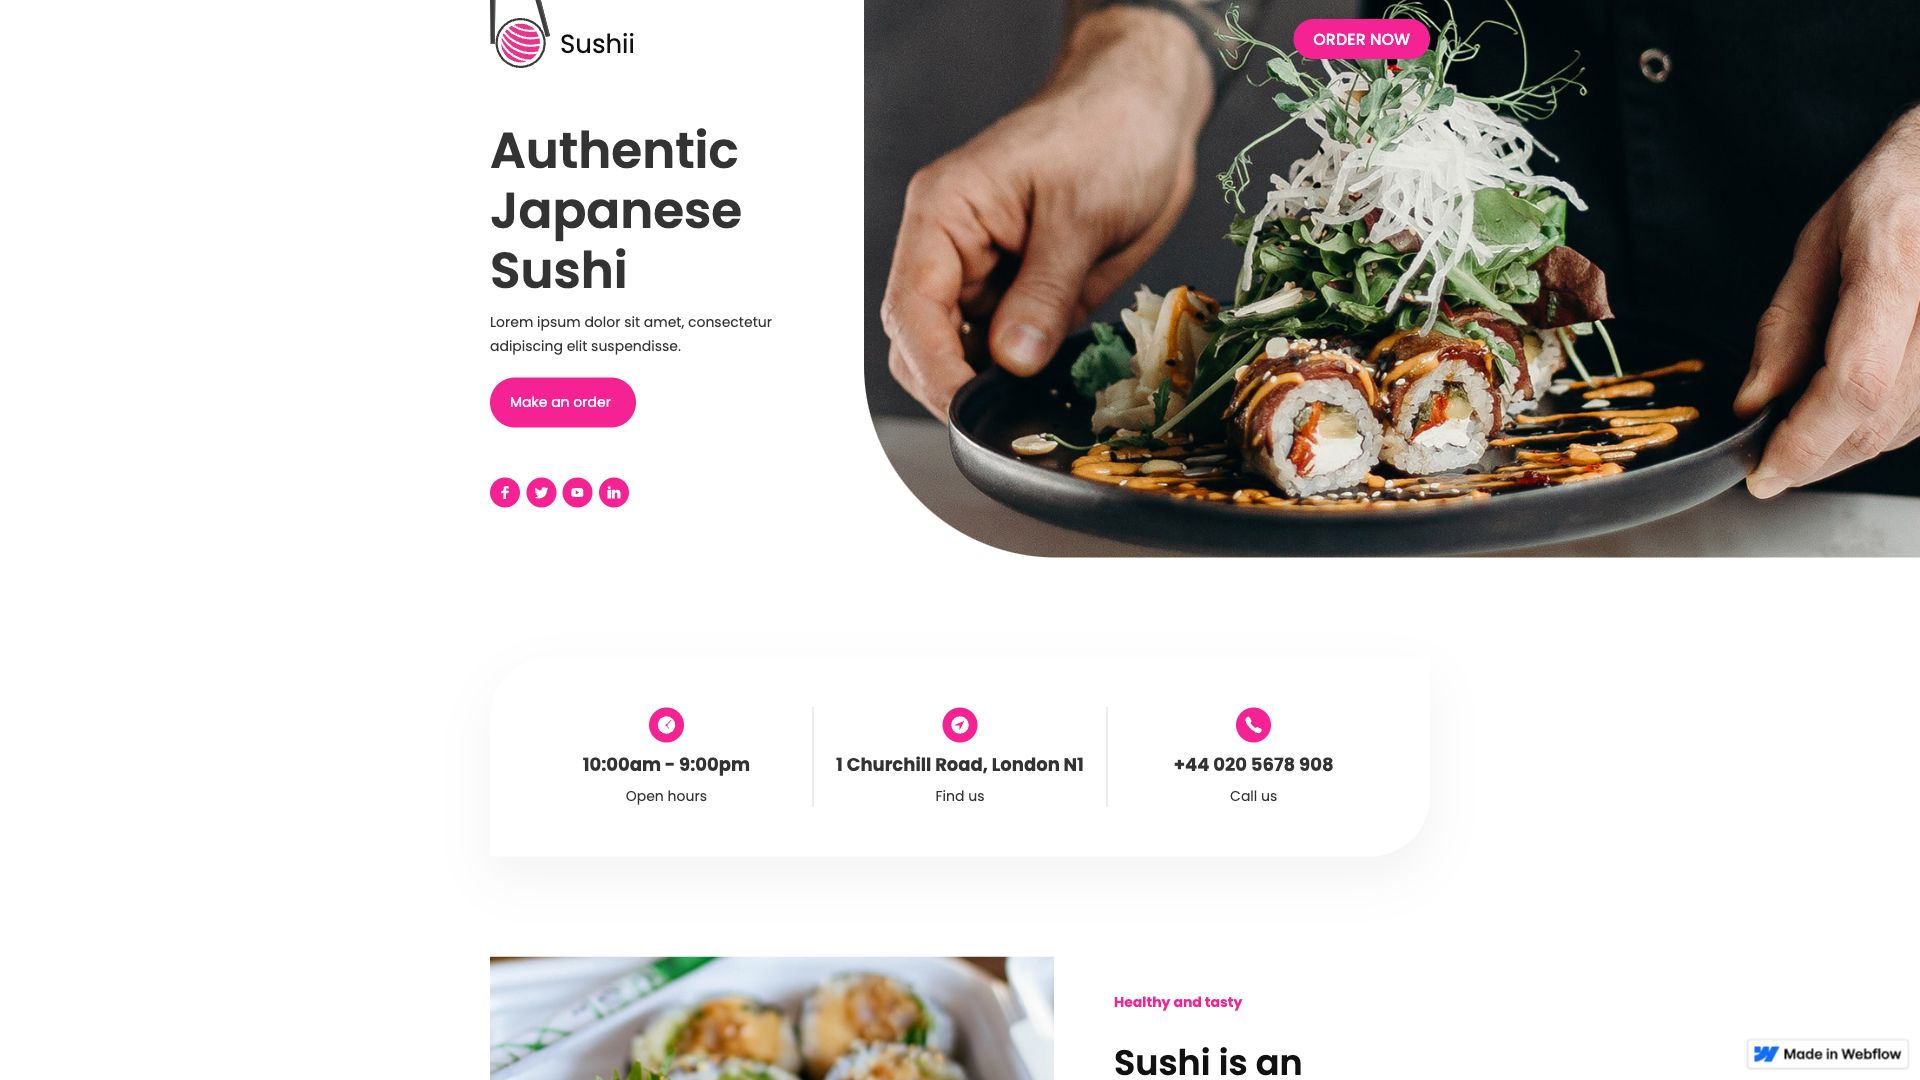 Sushii
ORDER NOW
Authentic
Japanese
Sushi
Lorem ipsum dolor sit amet, consectetur
adipiscing elit suspendisse.
Make an order
10:00am - 9:00pm
Open hours
1 Churchill Road, London N1
Find us
+44 020 5678 908
Call us
Healthy and tasty
Sushi is an
Made in Webflow